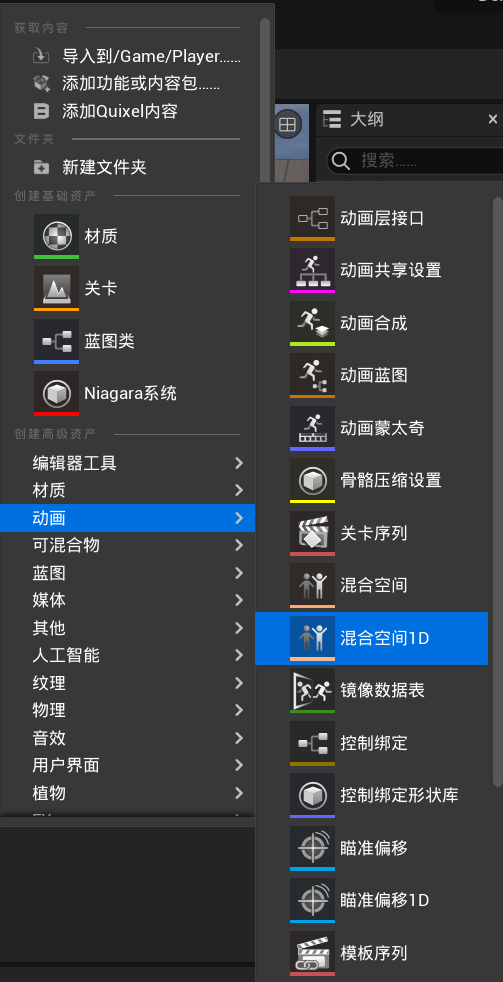 获取内容
导入到/Game/Player......
添加功能或内容包......
添加Quixel内容
文件夹
新建文件夹
创建基础资产
材质
关卡
蓝图类
Niagara系统
创建高级资产
编辑器工具
材质
动画
可混合物
蓝图
媒体
其他
人工智能
纹理
物理
音效
用户界面
植物
大纲
搜索......
动画层接口
动画共享设置
动画合成
动画蓝图
动画蒙太奇
骨骼压缩设置
关卡序列
混合空间
混合空间1D
镜像数据表
控制绑定
控制绑定形状库
瞄准偏移
瞄准偏移1D
模板序列